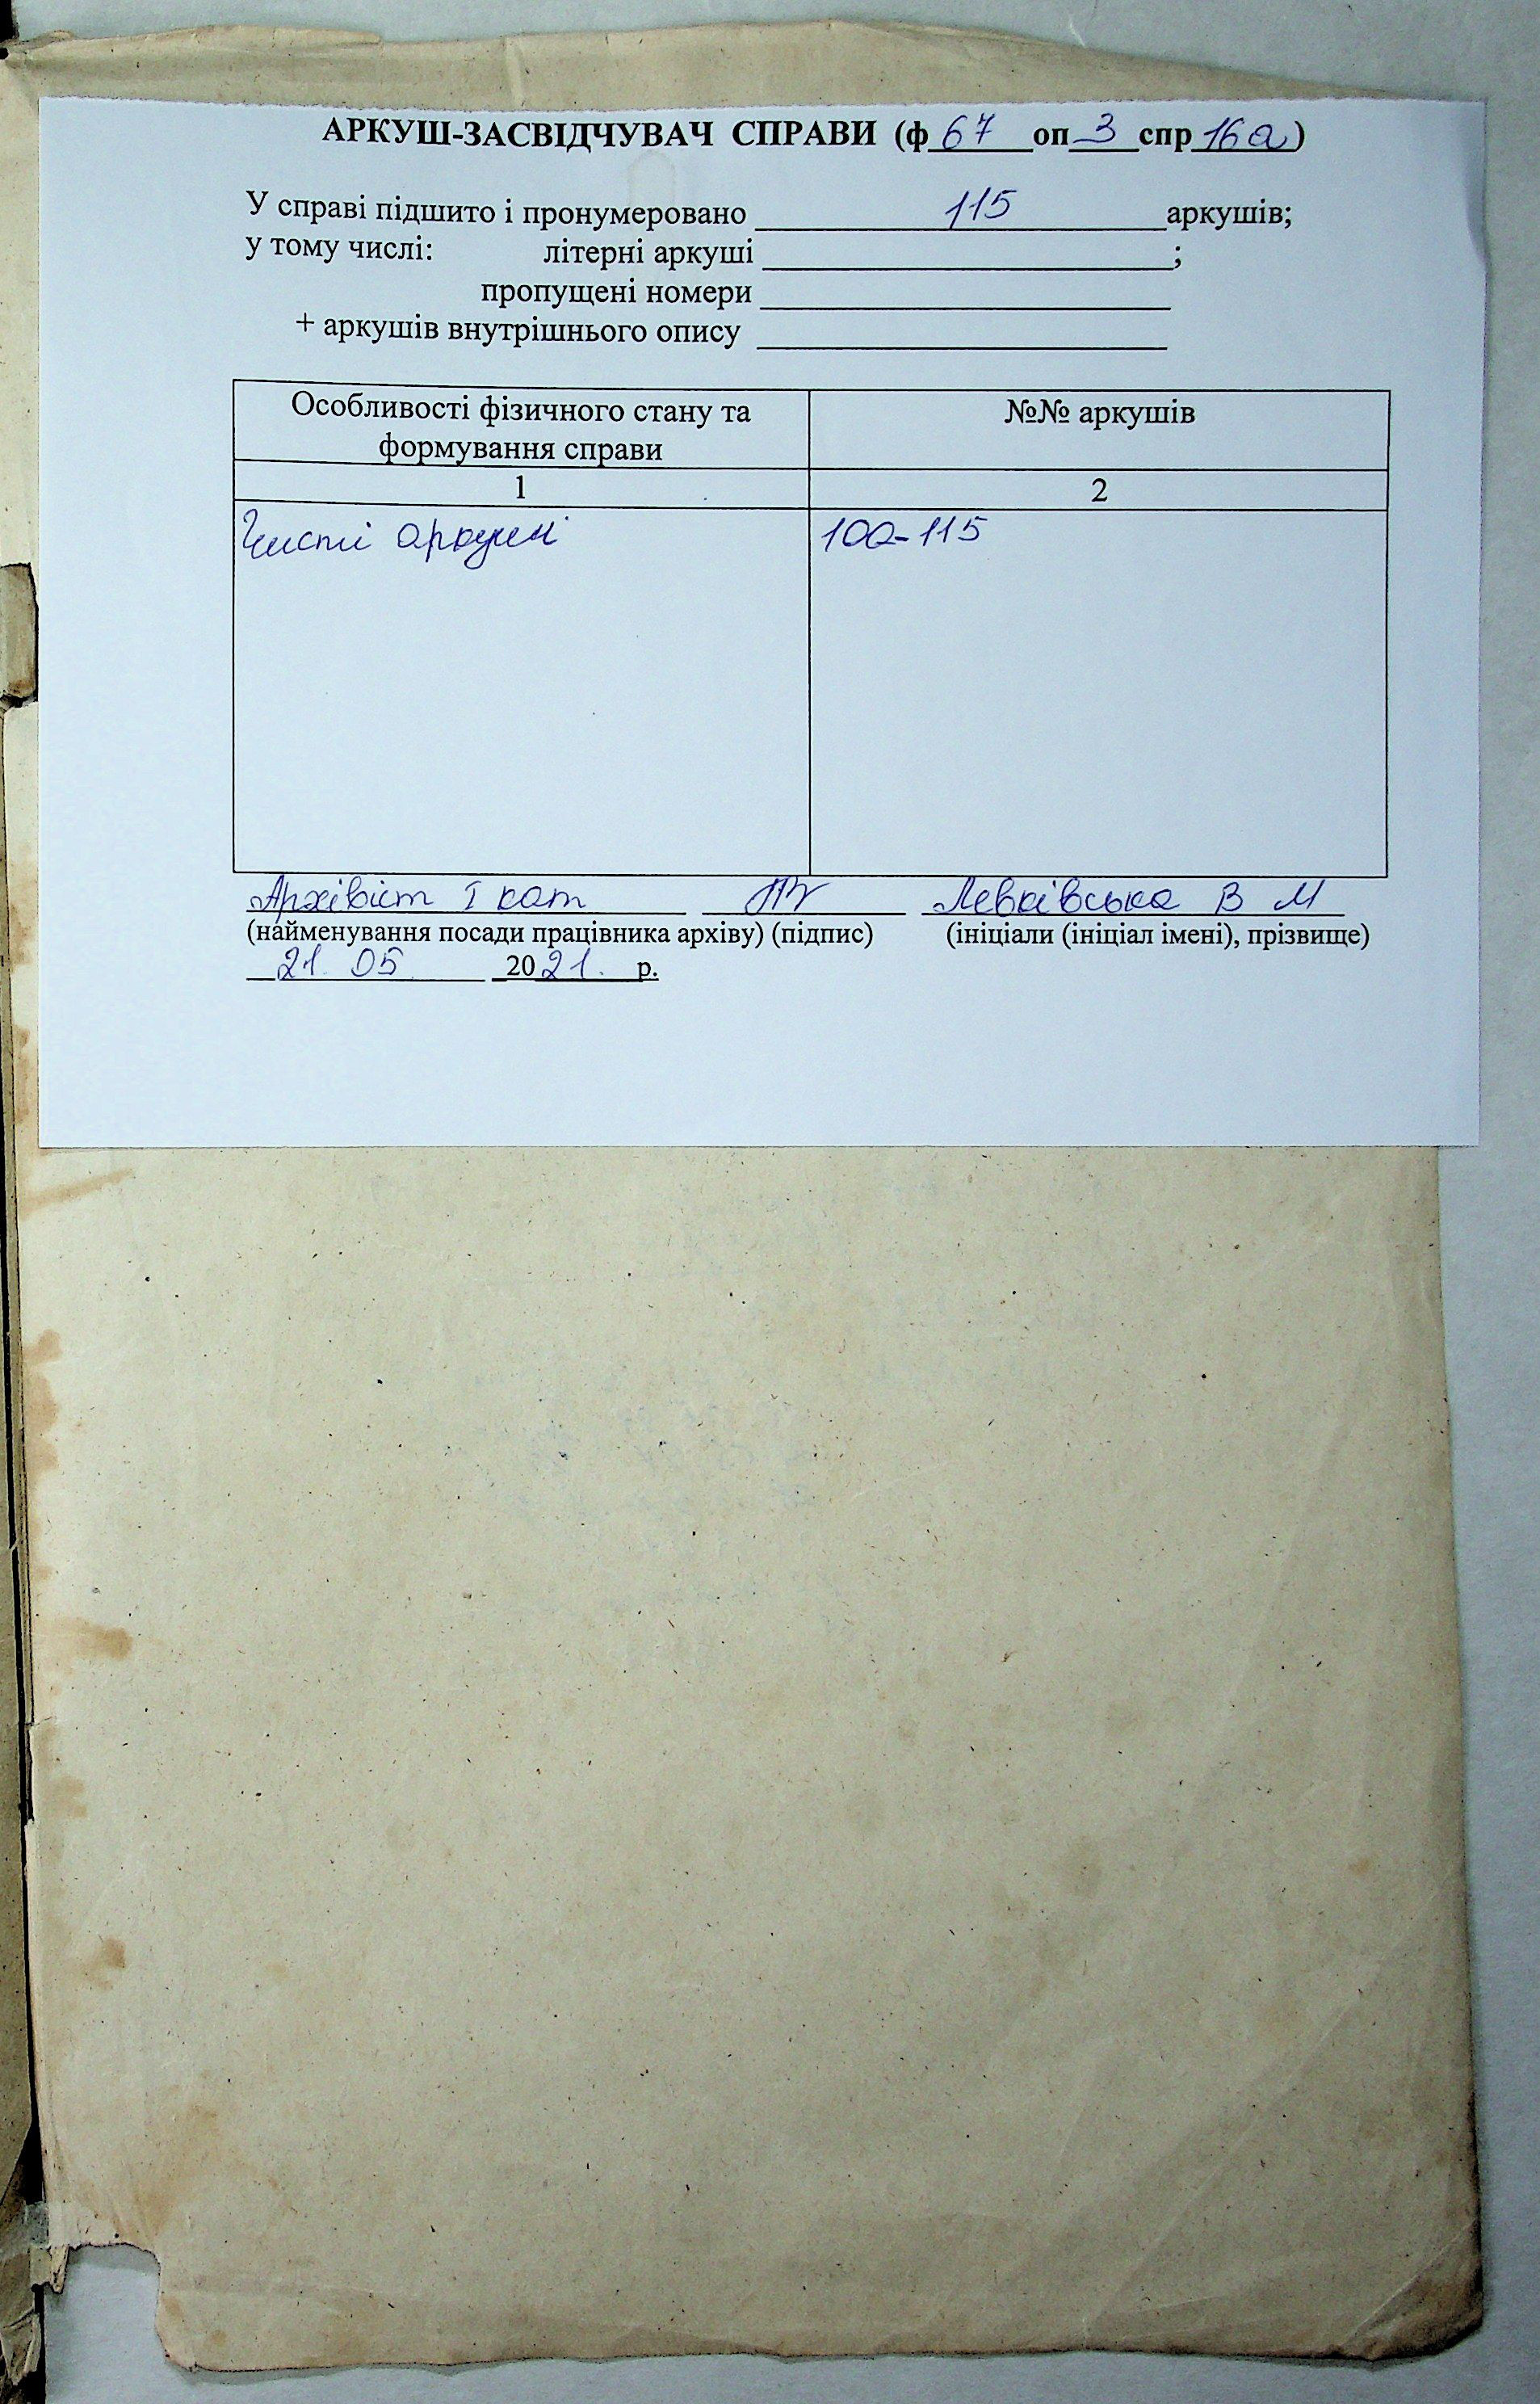 АРКУШ-ЗАСВІДЧУВАЧ СПРАВИ (ф 67 оп 3 спр 16а)
У справі підшито і пронумеровано 115 аркушів;
у тому числі: літерні аркуші ;
пропущені номери
+ аркушів внутрішнього опису
Особливості фізичного стану та формування справи №№ аркушів
1 2
Чисті аркуші 100-115
Архівіст I кат Левківська В М
(найменування посади працівника архіву) (підпис) (ініціали (ініціал імені), прізвище)
21. 05. 2021. р.